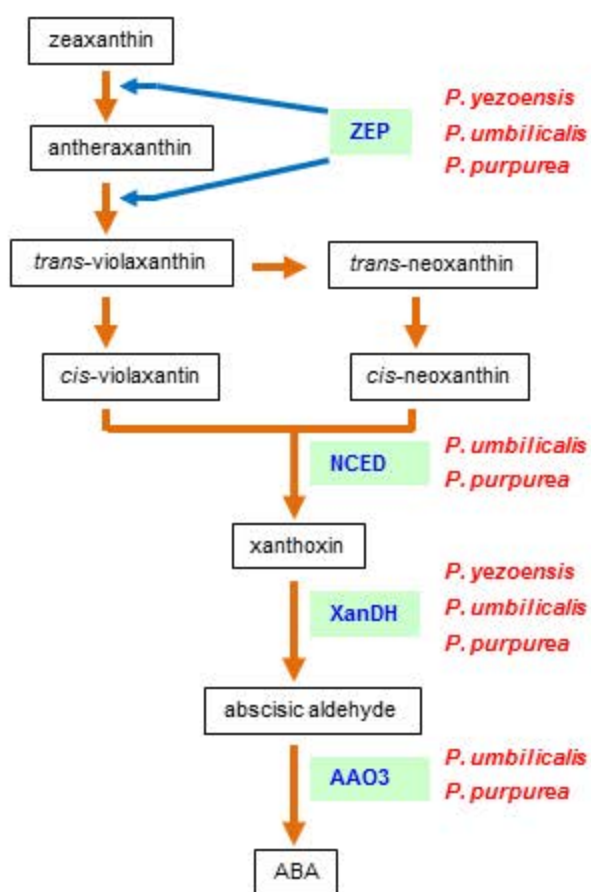 zeaxanthin
P. yezoensis
ZEP
P. umbilicalis
antheraxanthin
P. purpurea
trans-violaxanthin
trans-neoxanthin
cis-violaxantin
cis-neoxanthin
P. umbilicalis
NCED
P. purpurea
xanthoxin
P. yezoensis
XanDH
P. umbilicalis
P. purpurea
abscisic aldehyde
P. umbilicalis
AAO3
P. purpurea
ABA